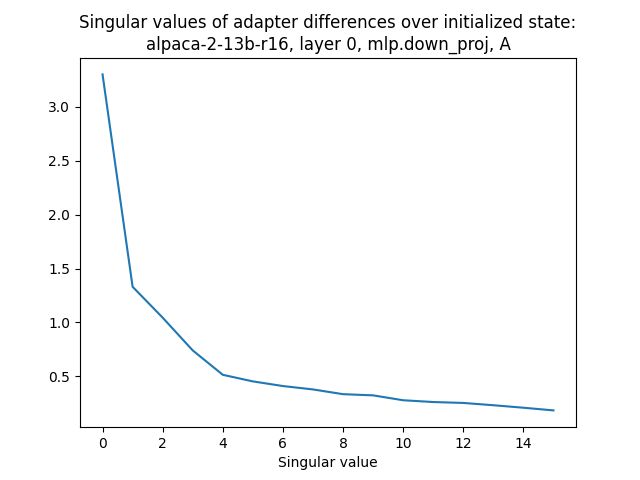 Singular values of adapter differences over initialized state:
alpaca-2-13b-r16, layer 0, mlp.down_proj, A
3.0
2.5
2.0
1.5
1.0
0.5
0 2 4 6 8 10 12 14
Singular value